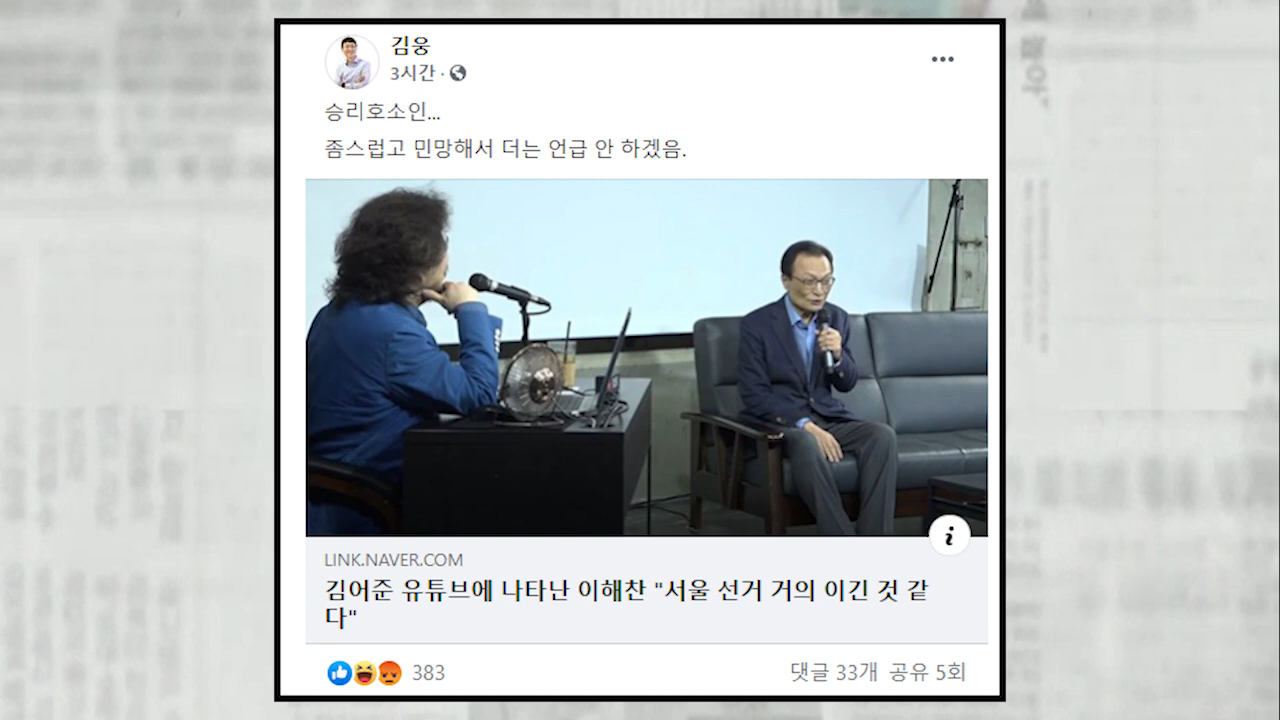 김웅
3시간 ·
승리호소인...
좀스럽고 민망해서 더는 언급 안 하겠음.
LINK.NAVER.COM
김어준 유튜브에 나타난 이해찬 "서울 선거 거의 이긴 것 같
다"
383
댓글 33개 공유 5회